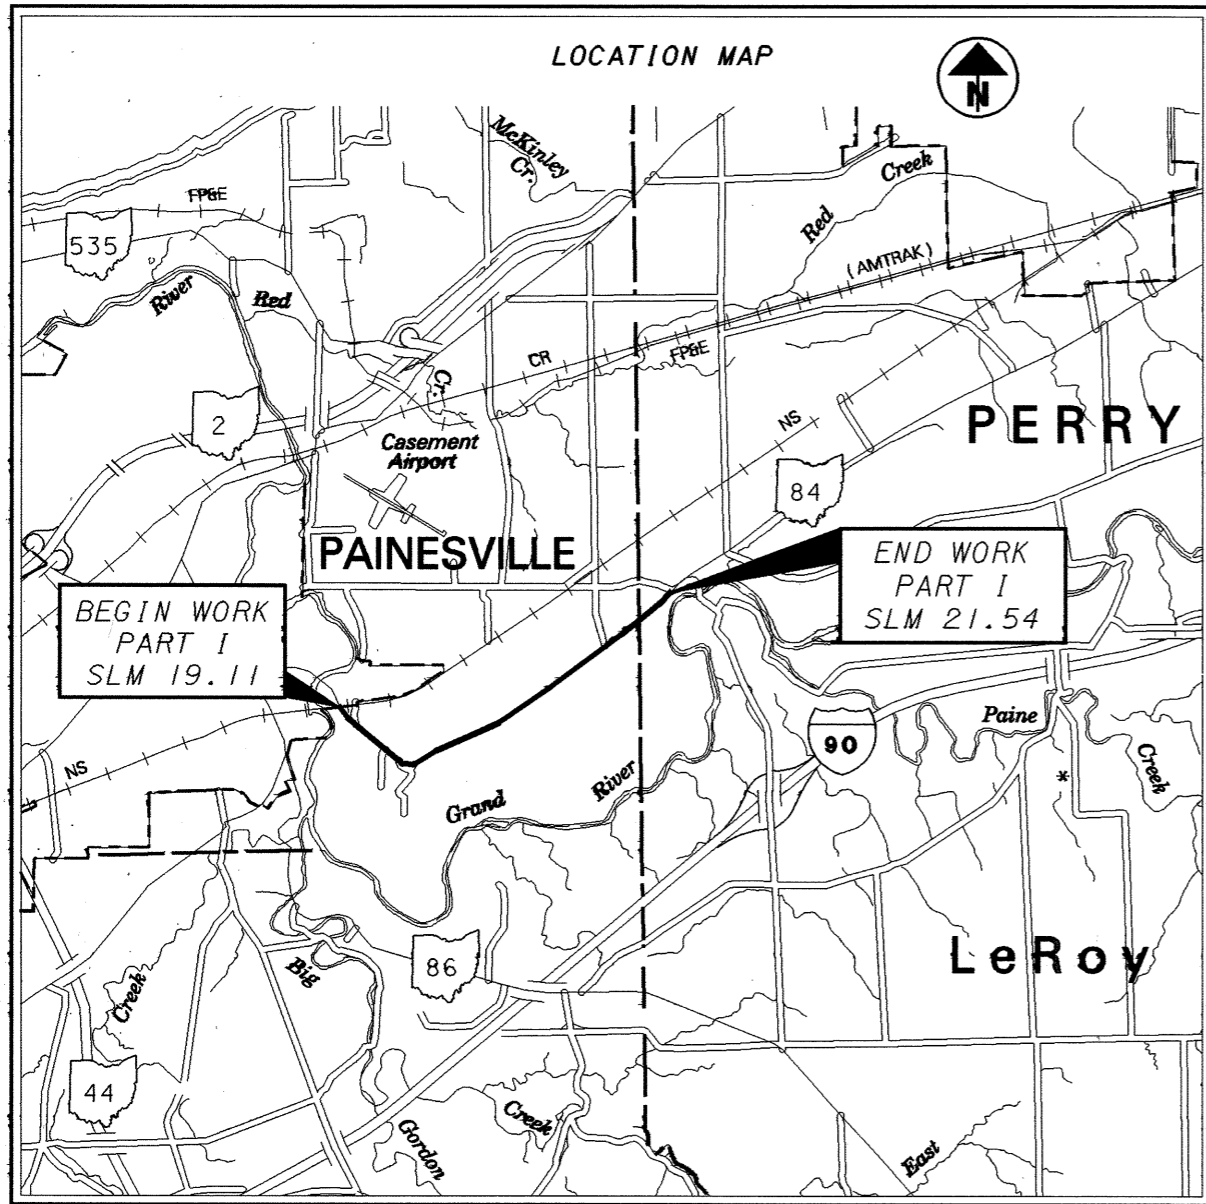 LOCATION MAP
N
McKinley
Cr.
Creek
FP&E
Red
535
(AMTRAK)
River
Red
CR
FP&E
Cr.
2
NS
PERRY
Casement
Airport
84
PAINESVILLE
END WORK
PART I
SLM 21.54
BEGIN WORK
PART I
SLM 19.11
Paine
90
Creek
NS
*
River
Grand
LeRoy
86
Big
Creek
44
Creek
Gordon
East